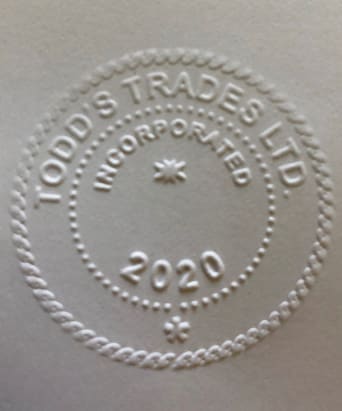 TODD'S TRADES LTD.
INCORPORATED
2020